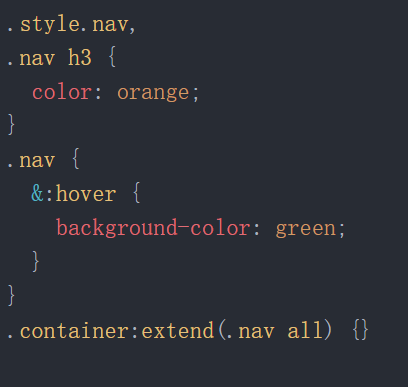 .style.nav,
.nav h3 {
  color: orange;
}
.nav {
  &:hover {
    background-color: green;
  }
}
.container:extend(.nav all) {}